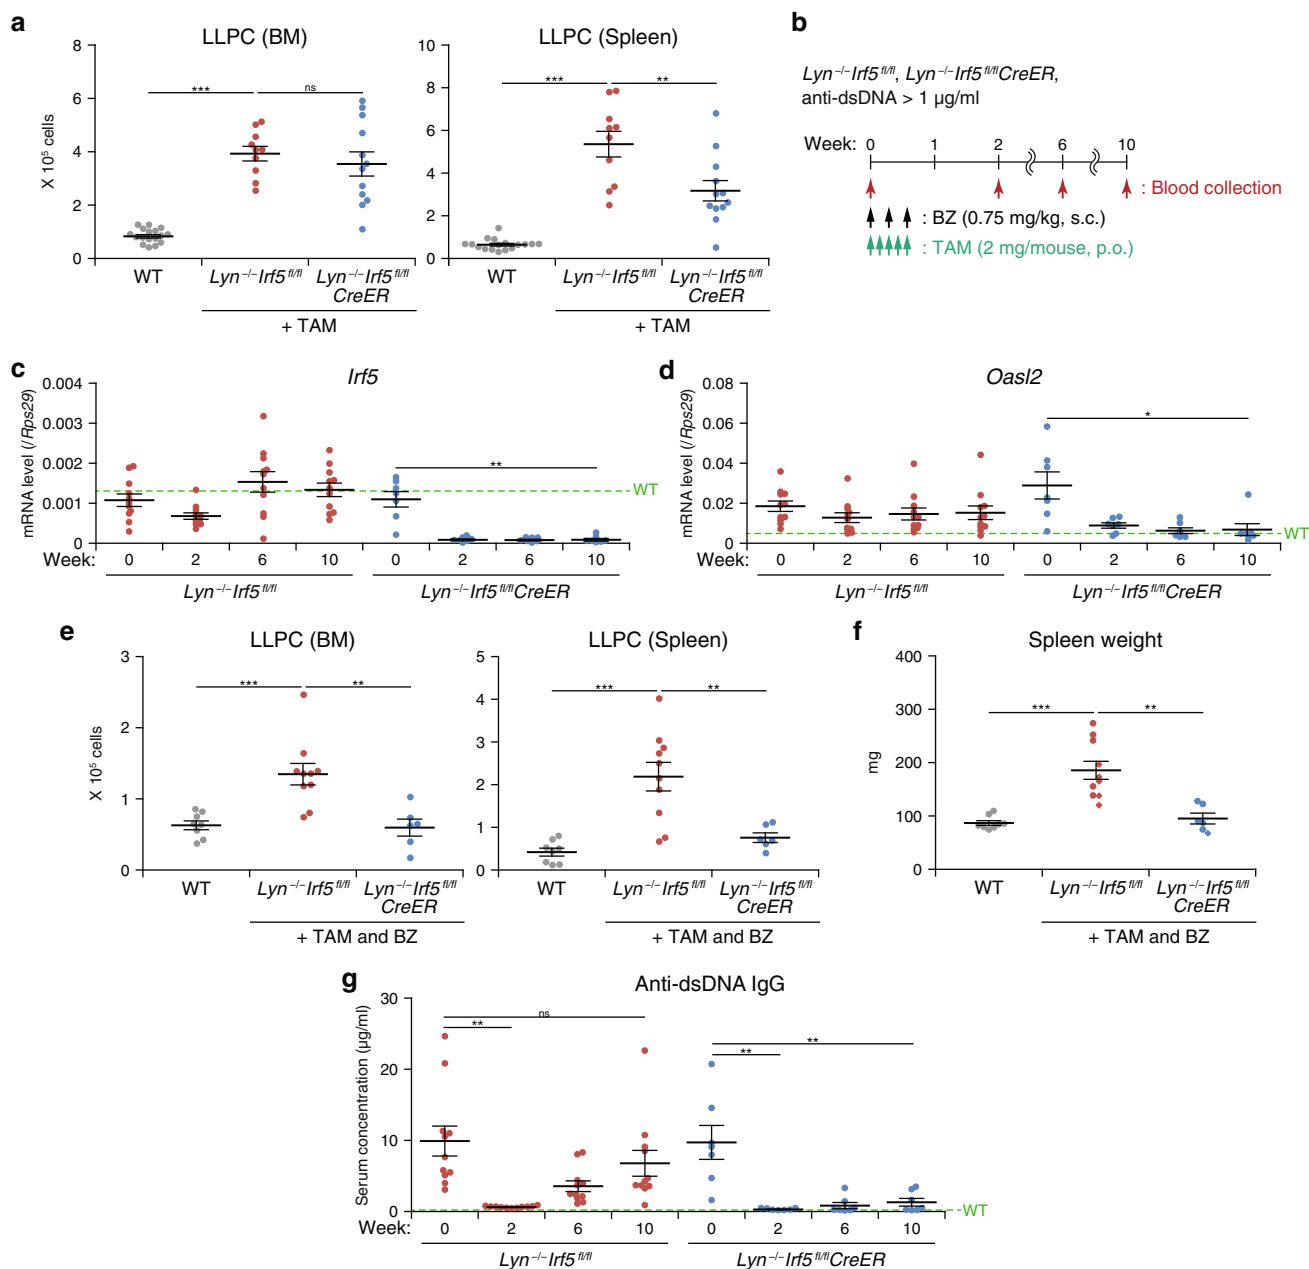 a
LLPC (BM)
8
6
4
2
0
X 10⁵ cells
***
ns
WT
Lyn⁻/⁻Irf5 fl/fl
Lyn⁻/⁻Irf5 fl/fl
CreER
+ TAM
LLPC (Spleen)
10
8
6
4
2
0
***
**
WT
Lyn⁻/⁻Irf5 fl/fl
Lyn⁻/⁻Irf5 fl/fl
CreER
+ TAM
b
Lyn⁻/⁻Irf5 fl/fl, Lyn⁻/⁻Irf5 fl/fl CreER,
anti-dsDNA > 1 µg/ml
Week: 0 1 2 6 10
: Blood collection
: BZ (0.75 mg/kg, s.c.)
: TAM (2 mg/mouse, p.o.)
c
Irf5
0.004
0.003
0.002
0.001
0
mRNA level (/Rps29)
**
WT
Week: 0 2 6 10 0 2 6 10
Lyn⁻/⁻Irf5 fl/fl
Lyn⁻/⁻Irf5 fl/fl CreER
d
Oasl2
0.08
0.06
0.04
0.02
0
mRNA level (/Rps29)
*
WT
Week: 0 2 6 10 0 2 6 10
Lyn⁻/⁻Irf5 fl/fl
Lyn⁻/⁻Irf5 fl/fl CreER
e
LLPC (BM)
3
2
1
0
X 10⁵ cells
***
**
WT
Lyn⁻/⁻Irf5 fl/fl
Lyn⁻/⁻Irf5 fl/fl
CreER
+ TAM and BZ
LLPC (Spleen)
5
4
3
2
1
0
***
**
WT
Lyn⁻/⁻Irf5 fl/fl
Lyn⁻/⁻Irf5 fl/fl
CreER
+ TAM and BZ
f
Spleen weight
400
300
200
100
0
mg
***
**
WT
Lyn⁻/⁻Irf5 fl/fl
Lyn⁻/⁻Irf5 fl/fl
CreER
+ TAM and BZ
g
Anti-dsDNA IgG
30
20
10
0
Serum concentration (µg/ml)
ns
**
**
**
WT
Week: 0 2 6 10 0 2 6 10
Lyn⁻/⁻Irf5 fl/fl
Lyn⁻/⁻Irf5 fl/fl CreER